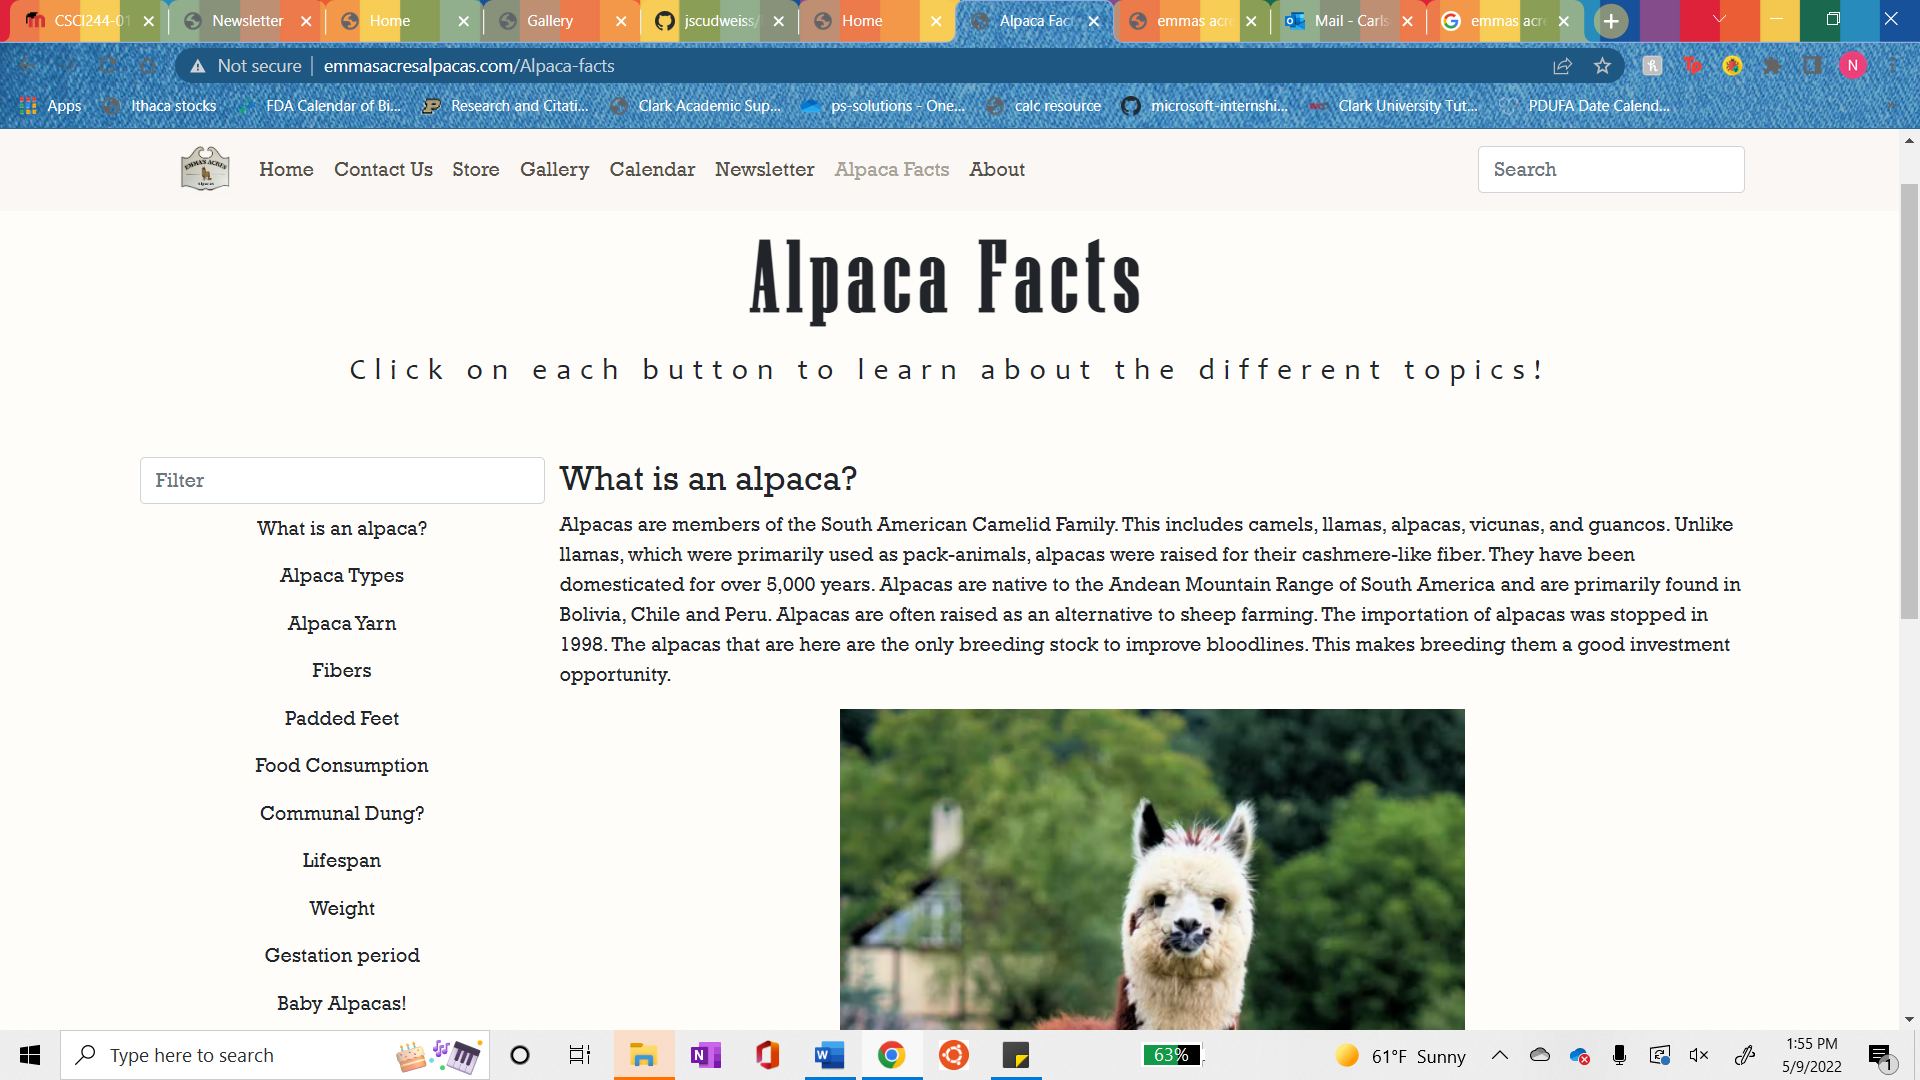 CSCI244-01
Newsletter
Home
Gallery
jscudweiss/
Home
Alpaca Fac
emmas acre
Mail - Carls
emmas acre
Not secure
emmasacresalpacas.com/Alpaca-facts
N
Apps
Ithaca stocks
FDA Calendar of Bi...
Research and Citati...
Clark Academic Sup...
ps-solutions - One...
calc resource
microsoft-internshi...
Clark University Tut...
PDUFA Date Calend...
EMMA'S ACRES
Alpacas
Home
Contact Us
Store
Gallery
Calendar
Newsletter
Alpaca Facts
About
Search
Alpaca Facts
Click on each button to learn about the different topics!
Filter
What is an alpaca?
Alpaca Types
Alpaca Yarn
Fibers
Padded Feet
Food Consumption
Communal Dung?
Lifespan
Weight
Gestation period
Baby Alpacas!
What is an alpaca?
Alpacas are members of the South American Camelid Family. This includes camels, llamas, alpacas, vicunas, and guancos. Unlike
llamas, which were primarily used as pack-animals, alpacas were raised for their cashmere-like fiber. They have been
domesticated for over 5,000 years. Alpacas are native to the Andean Mountain Range of South America and are primarily found in
Bolivia, Chile and Peru. Alpacas are often raised as an alternative to sheep farming. The importation of alpacas was stopped in
1998. The alpacas that are here are the only breeding stock to improve bloodlines. This makes breeding them a good investment
opportunity.
Type here to search
63%
61°F Sunny
1:55 PM
5/9/2022
1